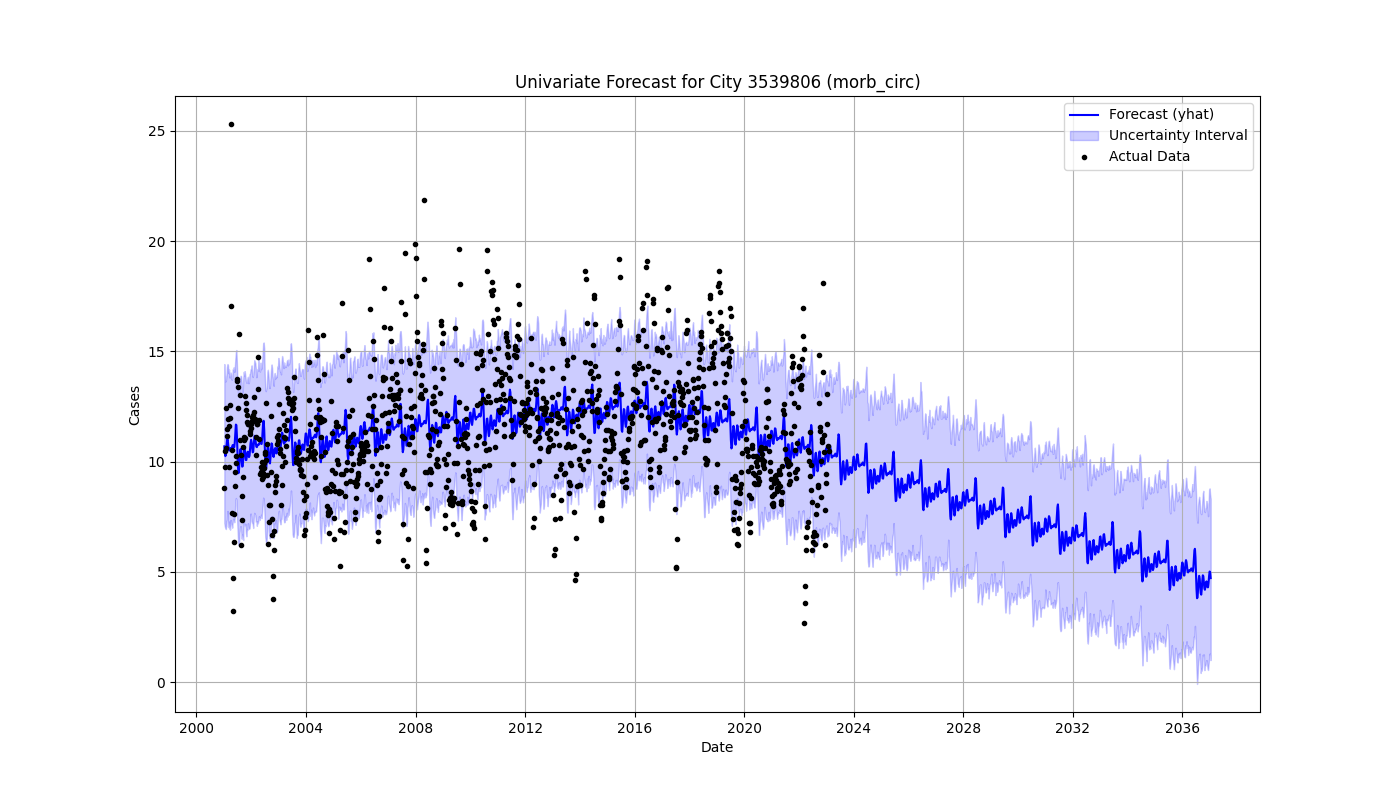 Univariate Forecast for City 3539806 (morb_circ)
Forecast (yhat)
Uncertainty Interval
Actual Data
Cases
25
20
15
10
5
0
2000 2004 2008 2012 2016 2020 2024 2028 2032 2036
Date